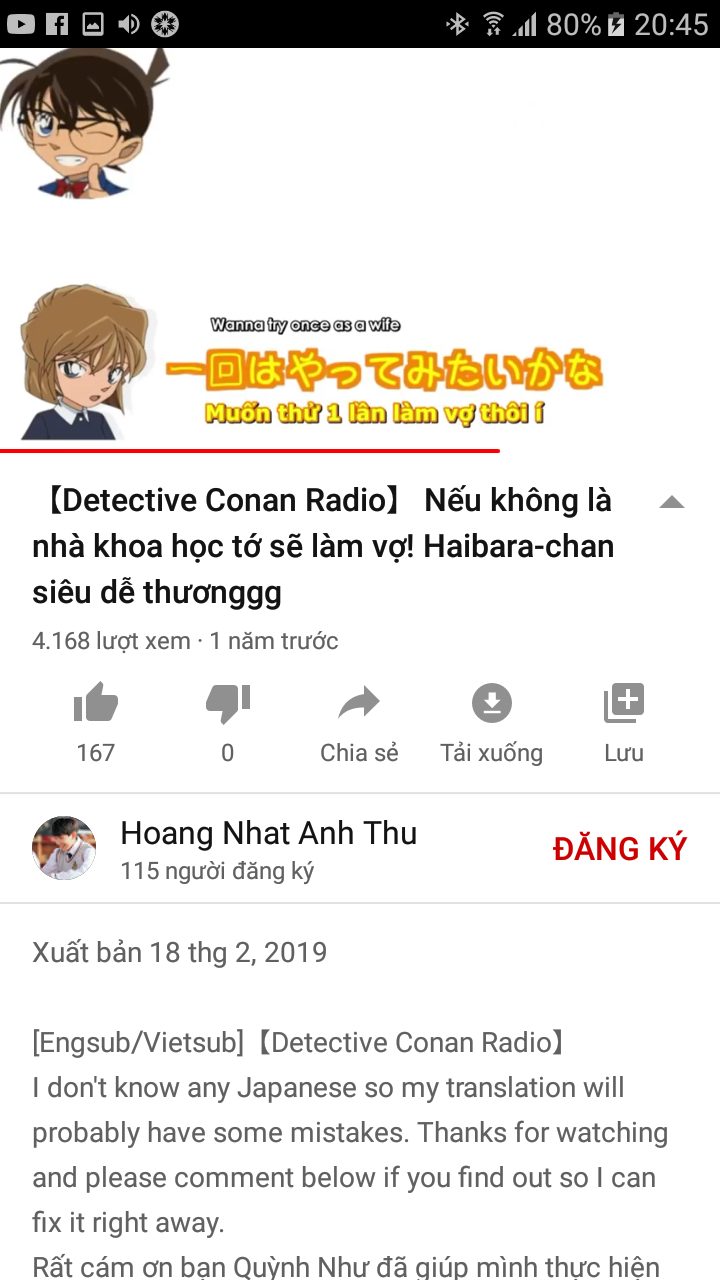 80% 20:45
Wanna try once as a wife
一回はやってみたいかな
Muốn thử 1 lần làm vợ thôi í
【Detective Conan Radio】 Nếu không là
nhà khoa học tớ sẽ làm vợ! Haibara-chan
siêu dễ thươnggg
4.168 lượt xem · 1 năm trước
167 0 Chia sẻ Tải xuống Lưu
Hoang Nhat Anh Thu
115 người đăng ký
ĐĂNG KÝ
Xuất bản 18 thg 2, 2019
[Engsub/Vietsub]【Detective Conan Radio】
I don't know any Japanese so my translation will
probably have some mistakes. Thanks for watching
and please comment below if you find out so I can
fix it right away.
Rất cám ơn bạn Quỳnh Như đã giúp mình thực hiện